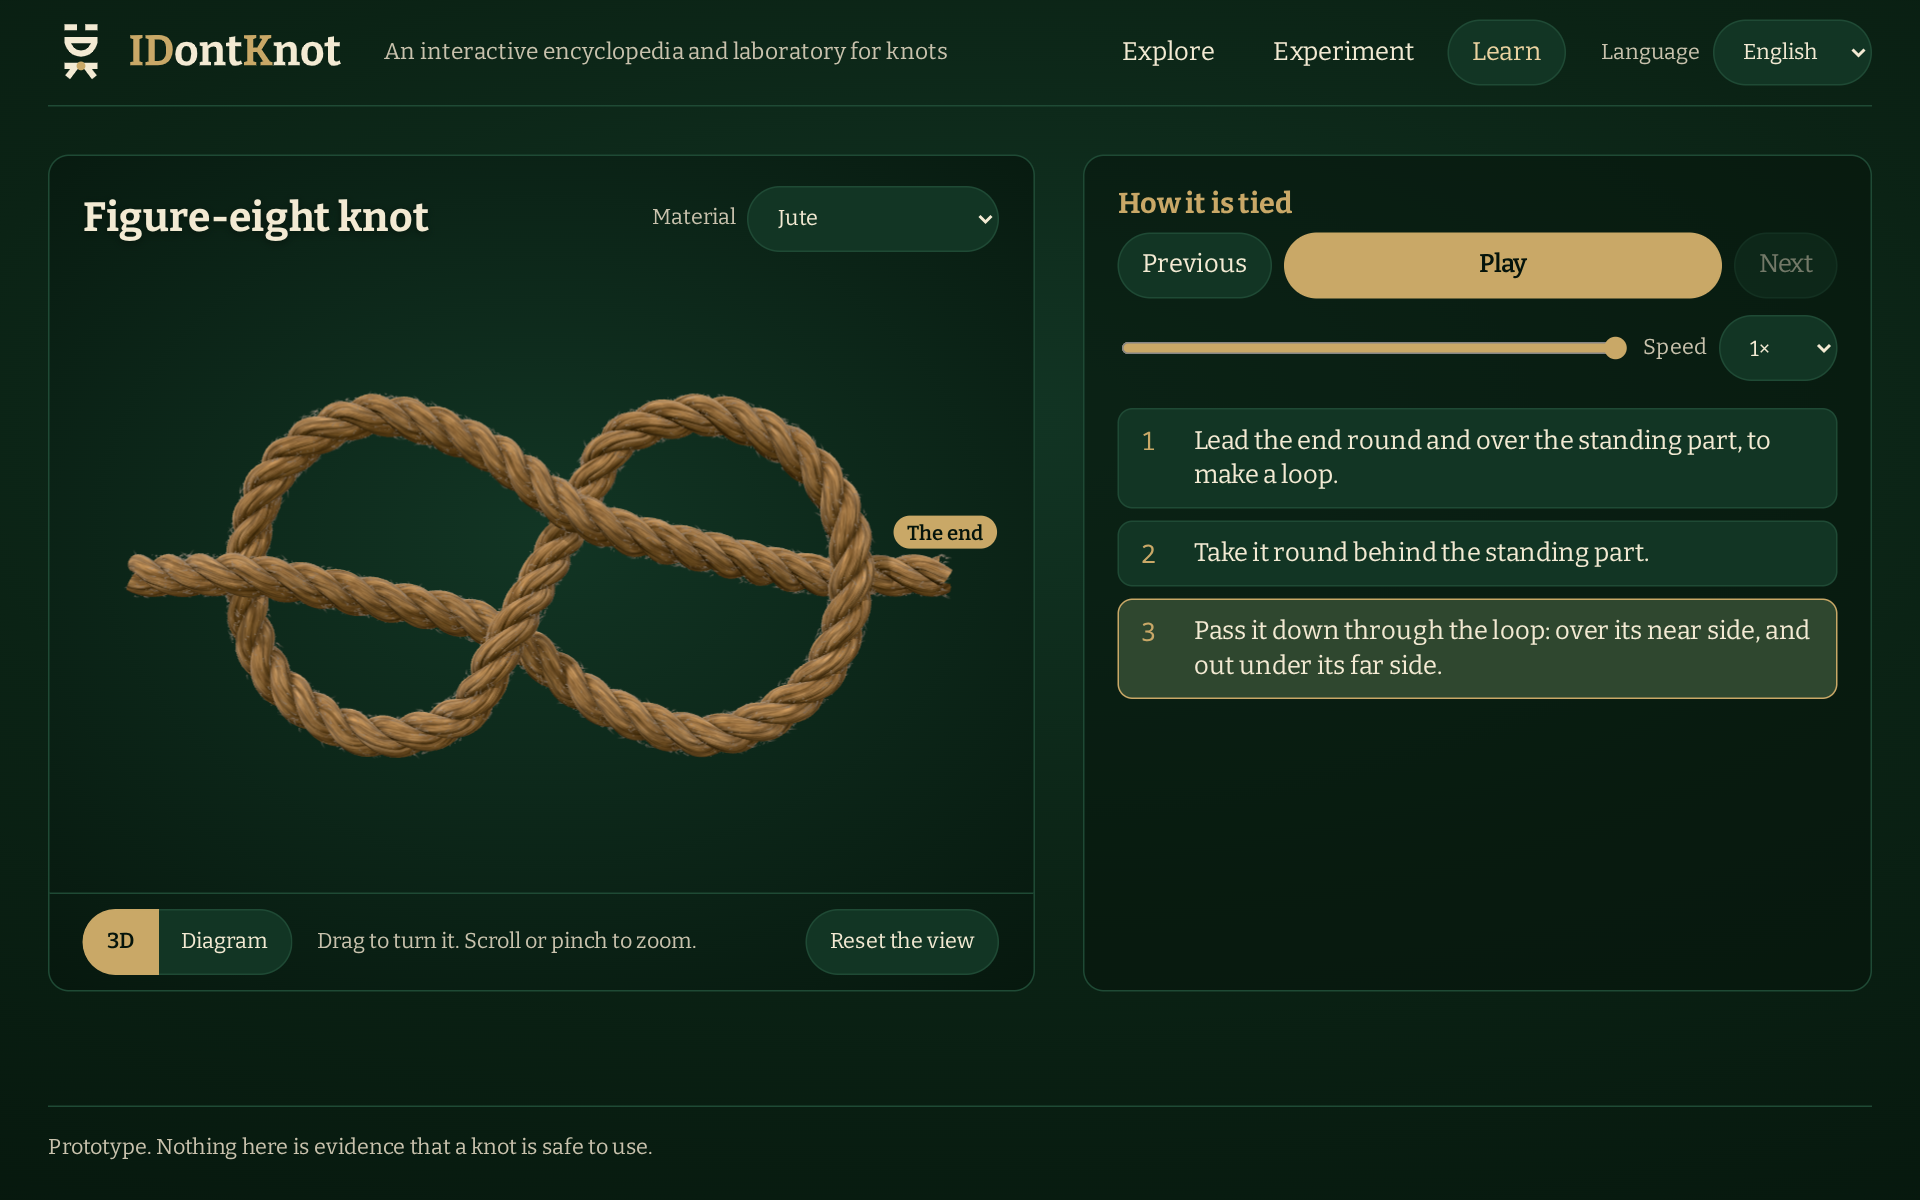 IDontKnot
An interactive encyclopedia and laboratory for knots
Explore
Experiment
Learn
Language
English
Figure-eight knot
Material
Jute
The end
3D
Diagram
Drag to turn it. Scroll or pinch to zoom.
Reset the view
How it is tied
Previous
Play
Next
Speed
1×
1
Lead the end round and over the standing part, to
make a loop.
2
Take it round behind the standing part.
3
Pass it down through the loop: over its near side, and
out under its far side.
Prototype. Nothing here is evidence that a knot is safe to use.